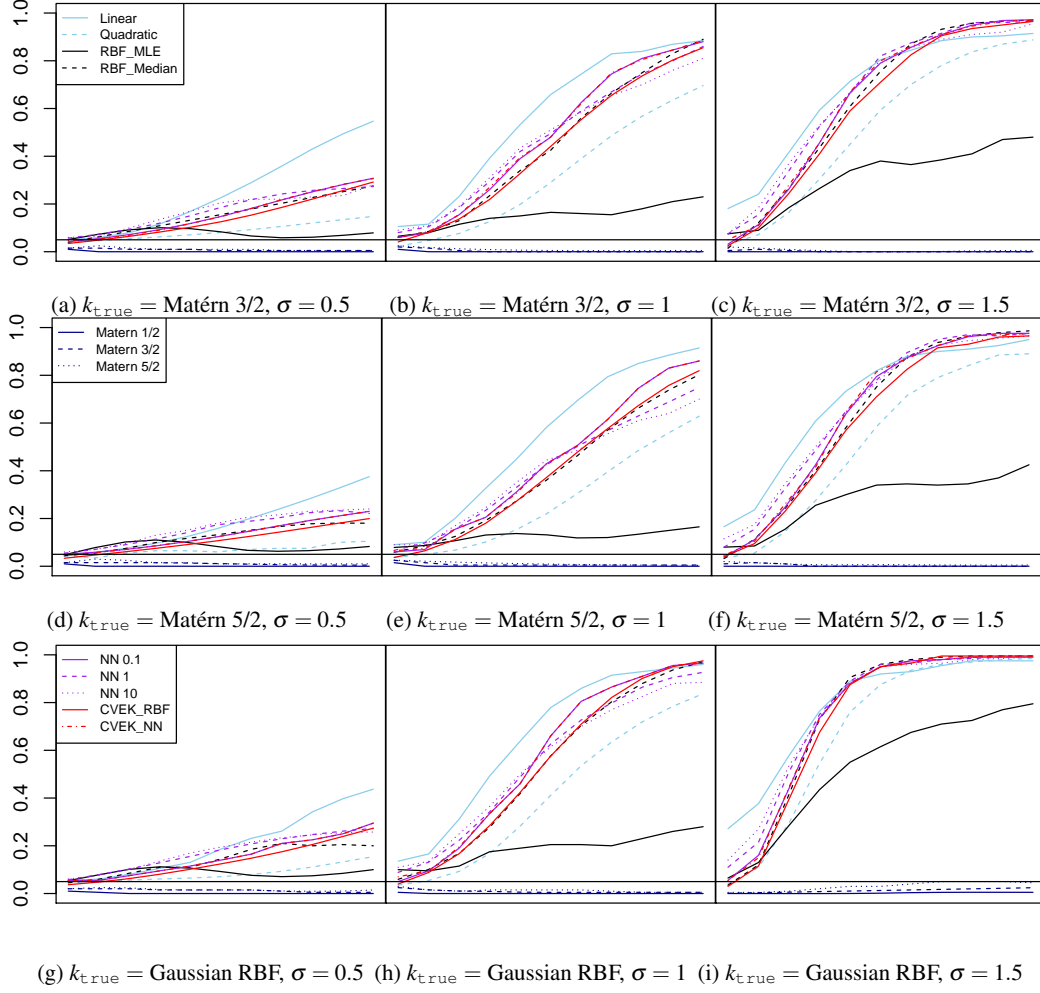 1.0
0.8
0.6
0.4
0.2
0.0
Linear
Quadratic
RBF_MLE
RBF_Median
(a) k_true = Matérn 3/2, σ = 0.5
(b) k_true = Matérn 3/2, σ = 1
(c) k_true = Matérn 3/2, σ = 1.5
1.0
0.8
0.6
0.4
0.2
0.0
Matern 1/2
Matern 3/2
Matern 5/2
(d) k_true = Matérn 5/2, σ = 0.5
(e) k_true = Matérn 5/2, σ = 1
(f) k_true = Matérn 5/2, σ = 1.5
1.0
0.8
0.6
0.4
0.2
0.0
NN 0.1
NN 1
NN 10
CVEK_RBF
CVEK_NN
(g) k_true = Gaussian RBF, σ = 0.5
(h) k_true = Gaussian RBF, σ = 1
(i) k_true = Gaussian RBF, σ = 1.5